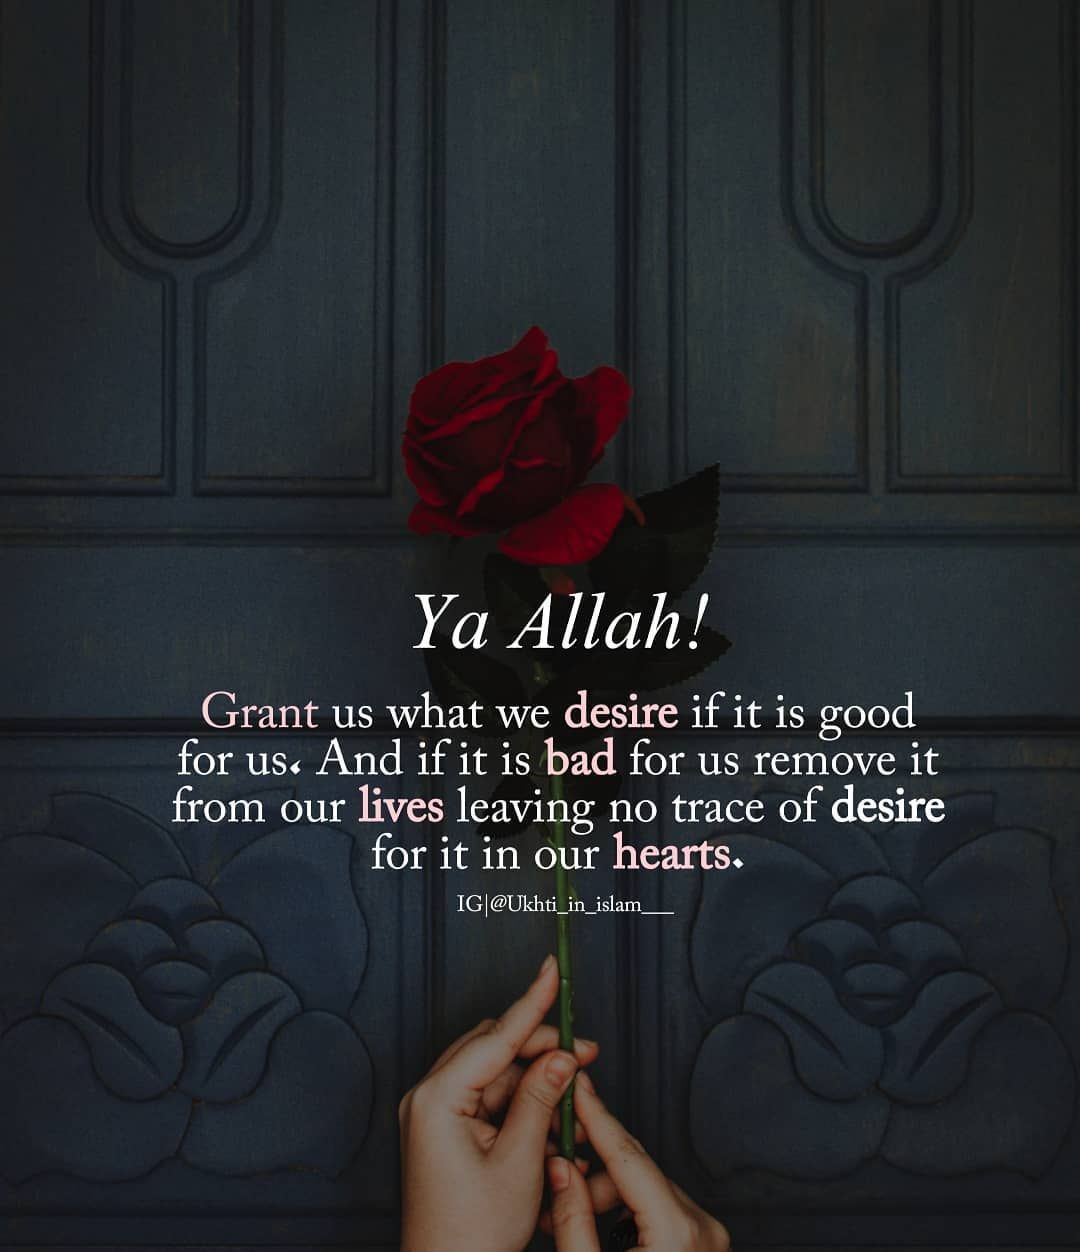 Ya Allah!
Grant us what we desire if it is good
for us. And if it is bad for us remove it
from our lives leaving no trace of desire
for it in our hearts.
IG|@Ukhti_in_islam___